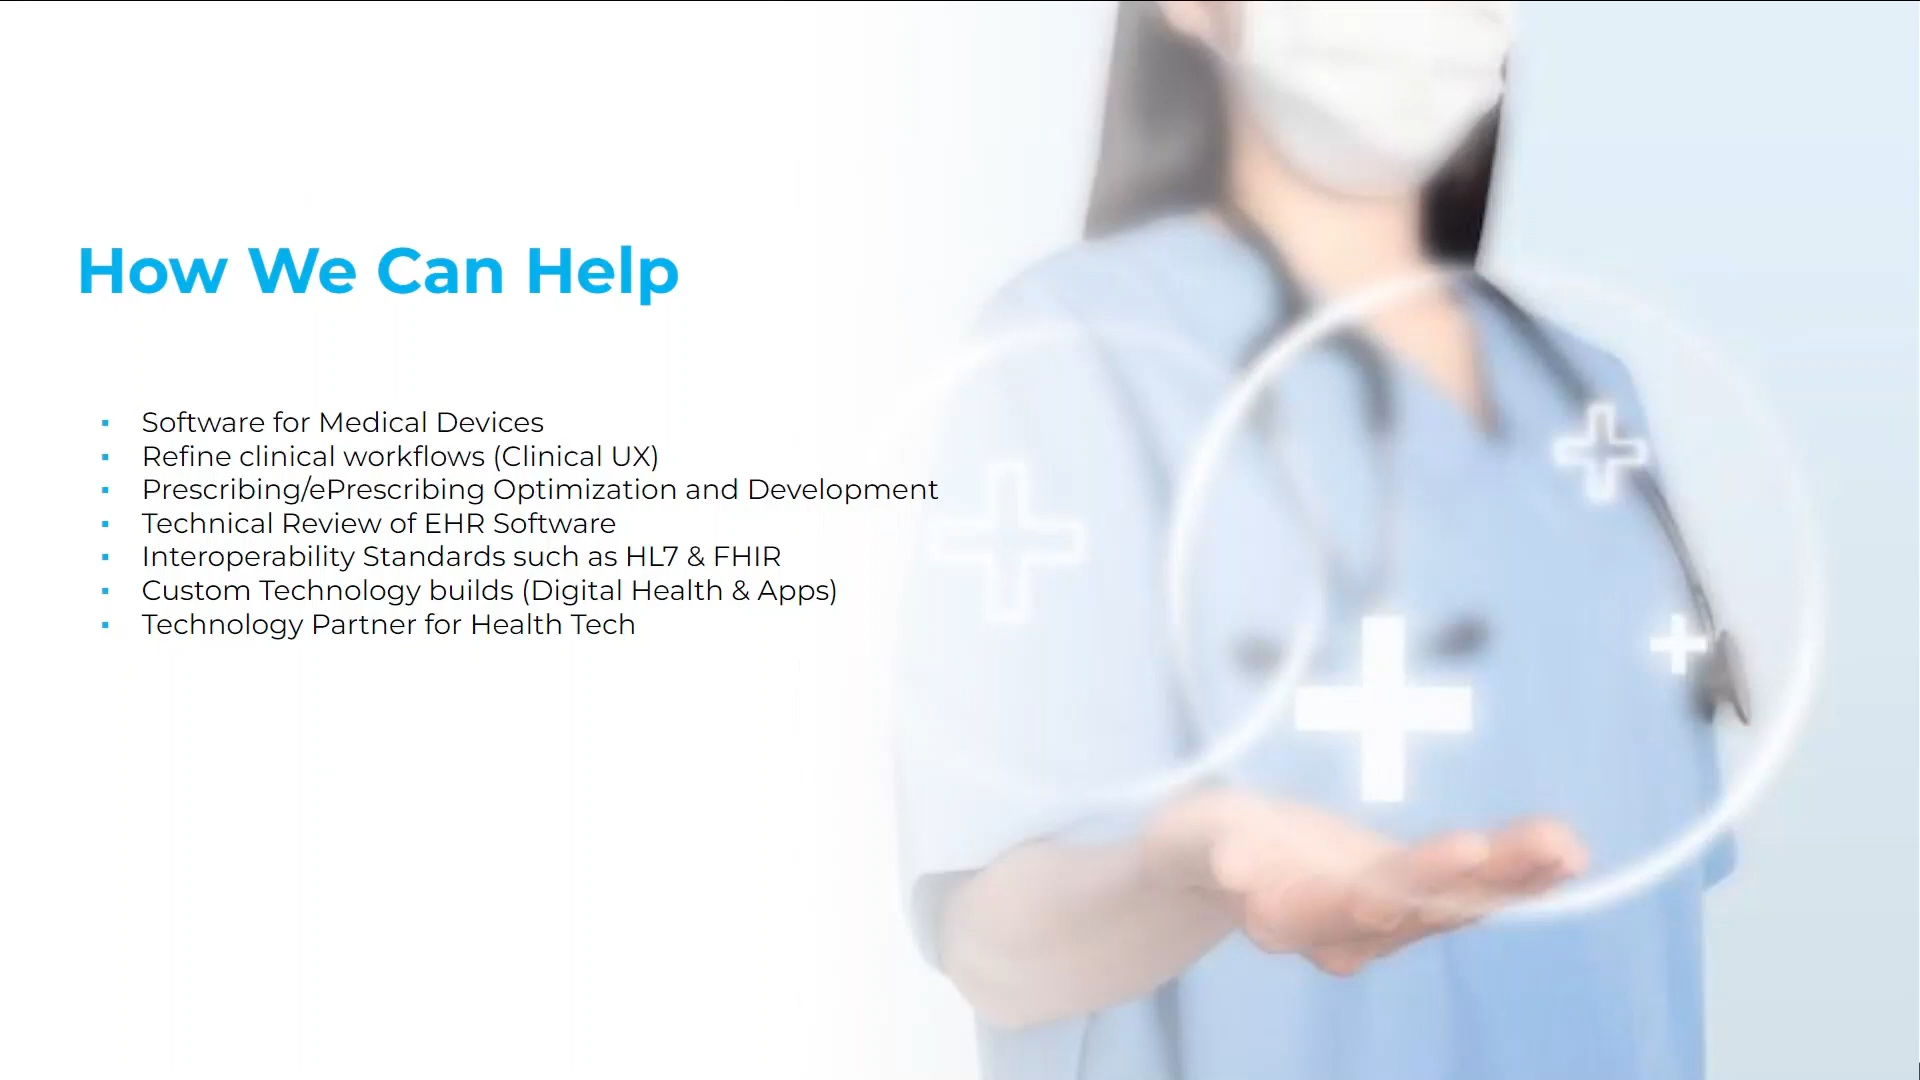 How We Can Help
▪ Software for Medical Devices
▪ Refine clinical workflows (Clinical UX)
▪ Prescribing/ePrescribing Optimization and Development
▪ Technical Review of EHR Software
▪ Interoperability Standards such as HL7 & FHIR
▪ Custom Technology builds (Digital Health & Apps)
▪ Technology Partner for Health Tech